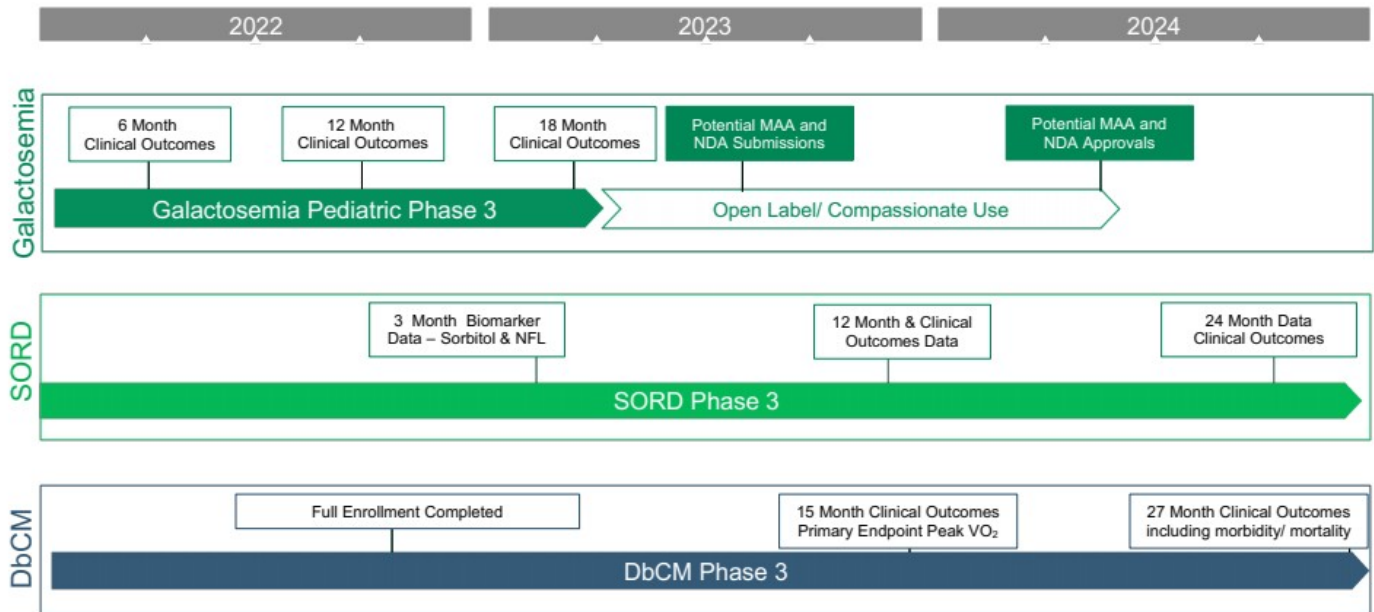 2022
2023
2024
Galactosemia
6 Month
Clinical Outcomes
12 Month
Clinical Outcomes
18 Month
Clinical Outcomes
Potential MAA and
NDA Submissions
Potential MAA and
NDA Approvals
Galactosemia Pediatric Phase 3
Open Label/ Compassionate Use
SORD
3 Month Biomarker
Data – Sorbitol & NFL
12 Month & Clinical
Outcomes Data
24 Month Data
Clinical Outcomes
SORD Phase 3
DbCM
Full Enrollment Completed
15 Month Clinical Outcomes
Primary Endpoint Peak VO₂
27 Month Clinical Outcomes
including morbidity/ mortality
DbCM Phase 3